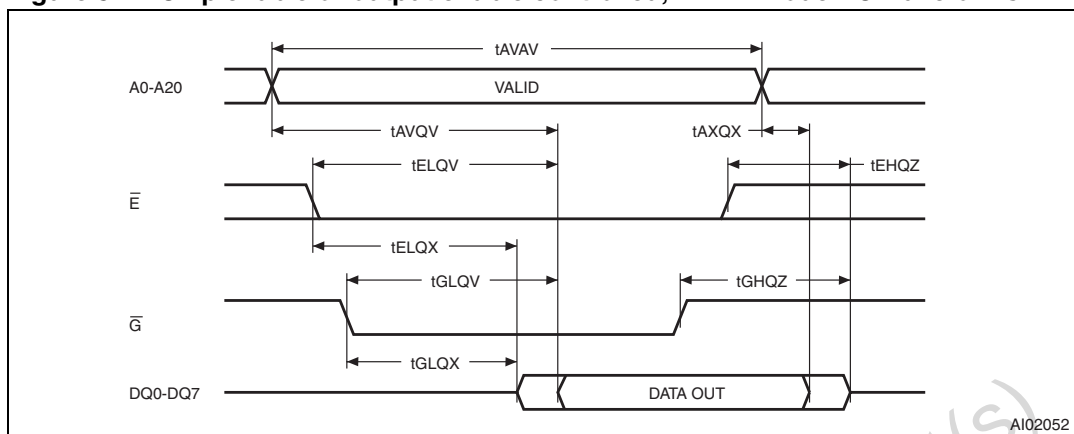 tAVAV
A0-A20
VALID
tAVQV
tAXQX
tELQV
tEHQZ
E
tELQX
tGLQV
tGHQZ
G
tGLQX
DQ0-DQ7
DATA OUT
AI02052